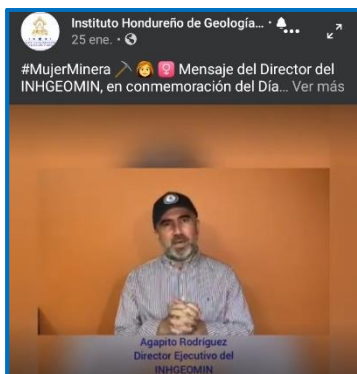 Instituto Hondureño de Geología...
25 ene.
#MujerMinera Mensaje del Director del
INHGEOMIN, en conmemoración del Día... Ver más
Agapito Rodriguez
Director Ejecutivo del
INHGEOMIN